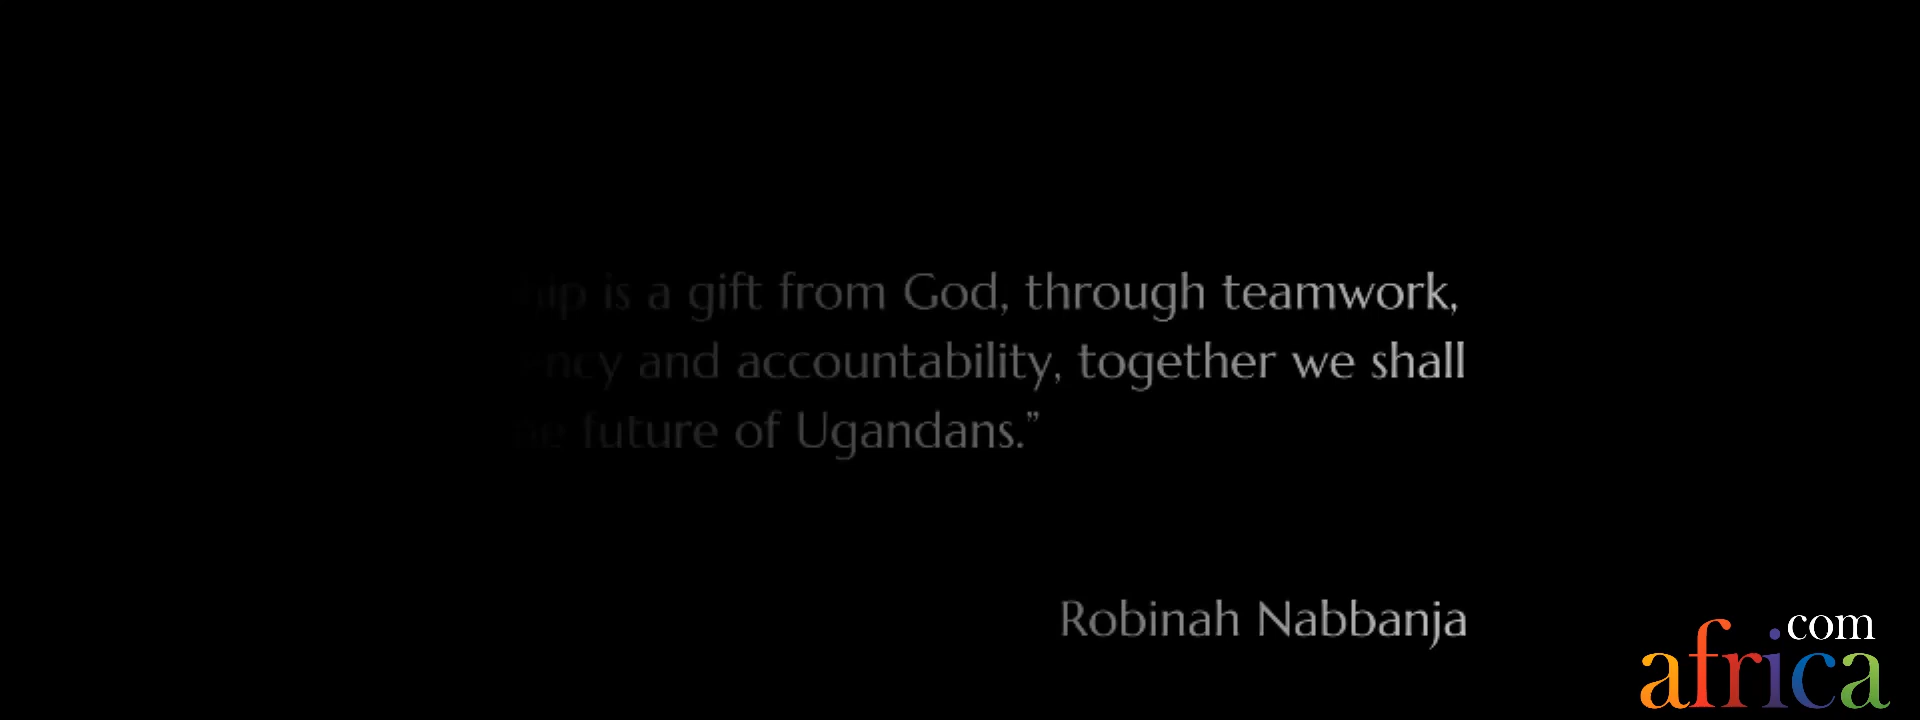 is a gift from God, through teamwork,
and accountability, together we shall
future of Ugandans.”
Robinah Nabbanja
com
africa